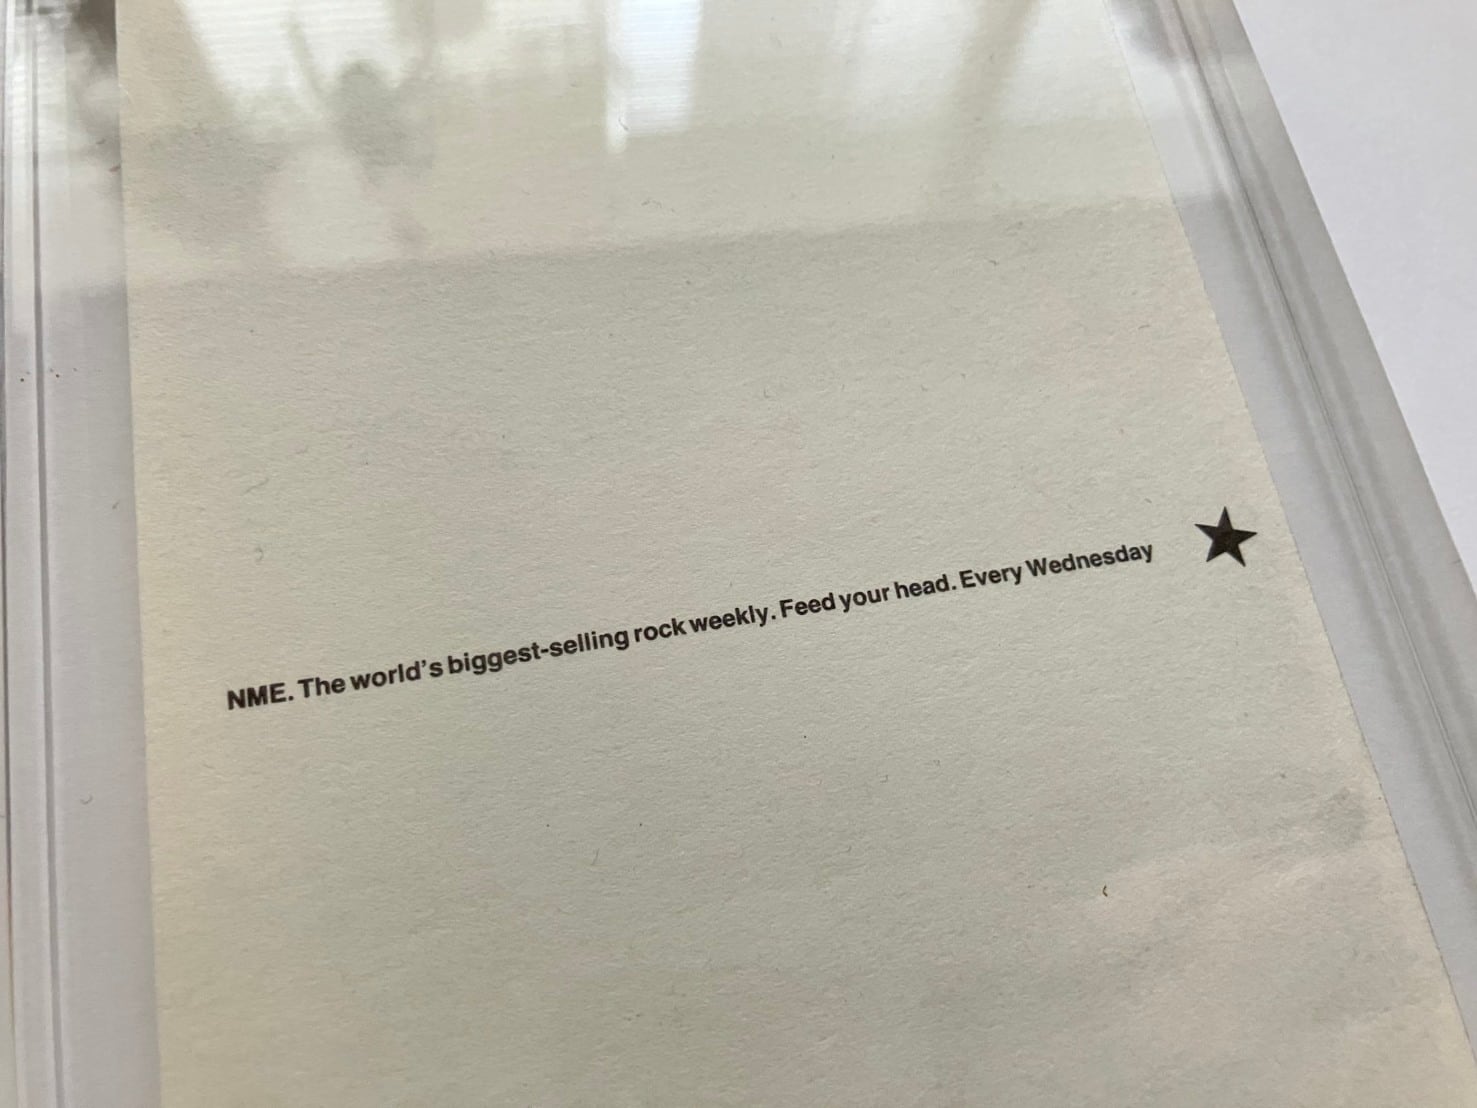 NME. The world's biggest-selling rock weekly. Feed your head. Every Wednesday ★